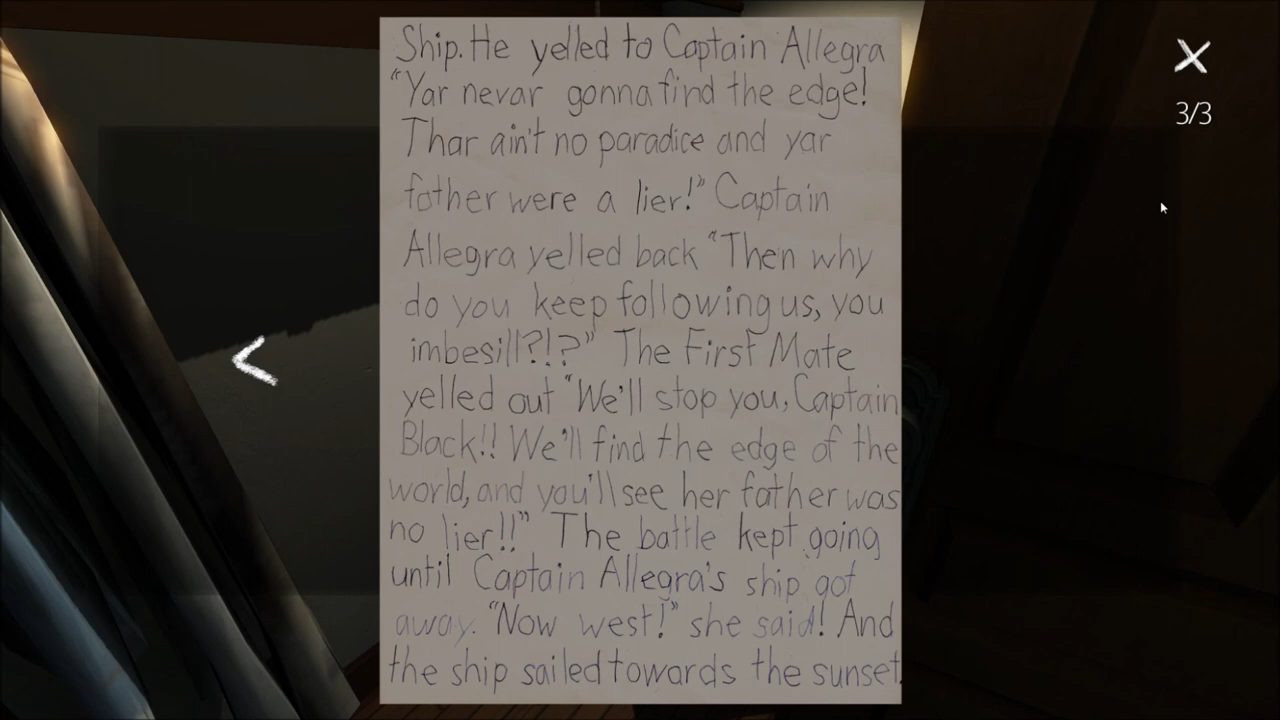 Ship. He yelled to Captain Allegra
"Yar nevar gonna find the edge!
Thar ain't no paradice and yar
father were a lier!" Captain
Allegra yelled back "Then why
do you keep following us, you
imbesill?!?" The First Mate
yelled out "We'll stop you, Captain
Black!! We'll find the edge of the
world, and you'll see her father was
no lier!!" The battle kept going
until Captain Allegra's ship got
away. "Now west!" she said! And
the ship sailed towards the sunset.
3/3